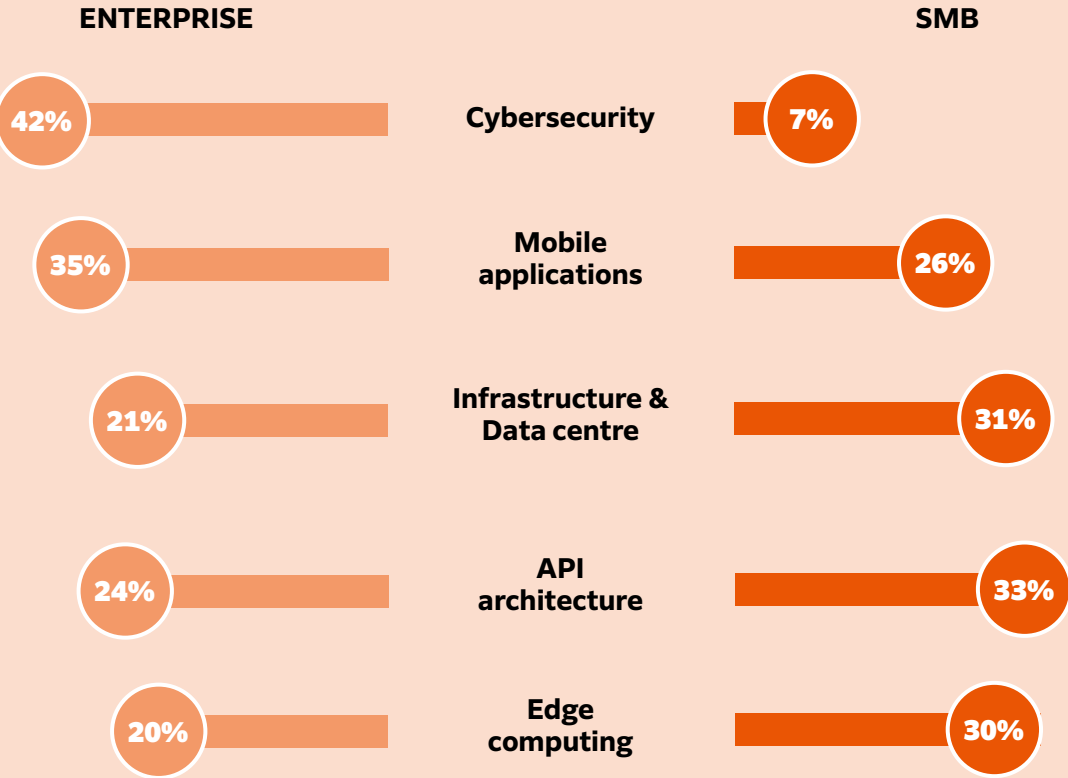 ENTERPRISE SMB
42% Cybersecurity 7%
Mobile
35% applications 26%
Infrastructure &
21% Data centre 31%
API
24% architecture 33%
Edge
20% computing 30%